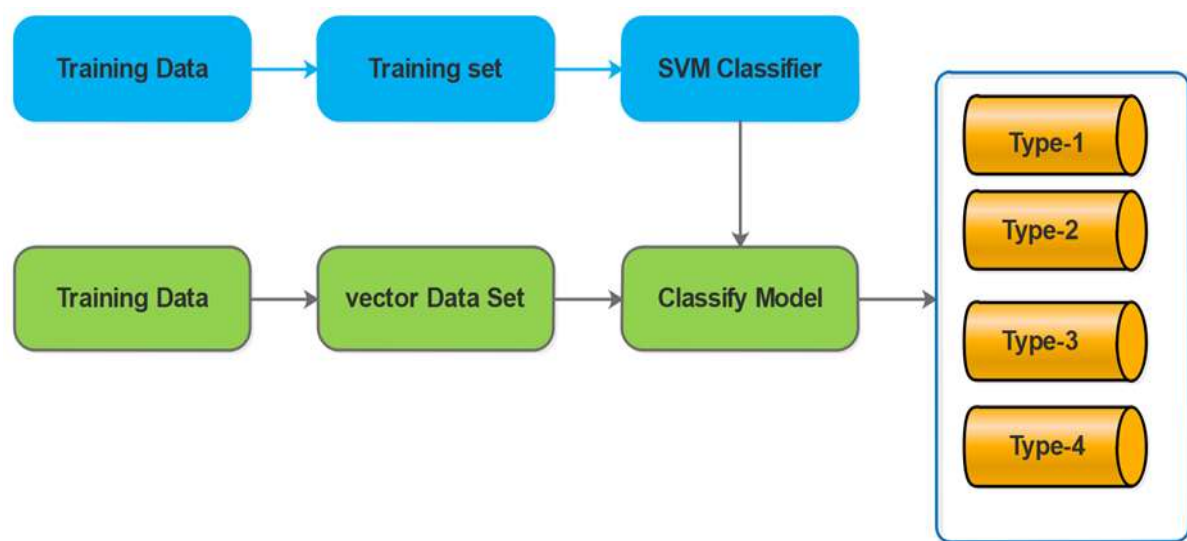 Training Data
Training set
SVM Classifier
Type-1
Type-2
Training Data
vector Data Set
Classify Model
Type-3
Type-4